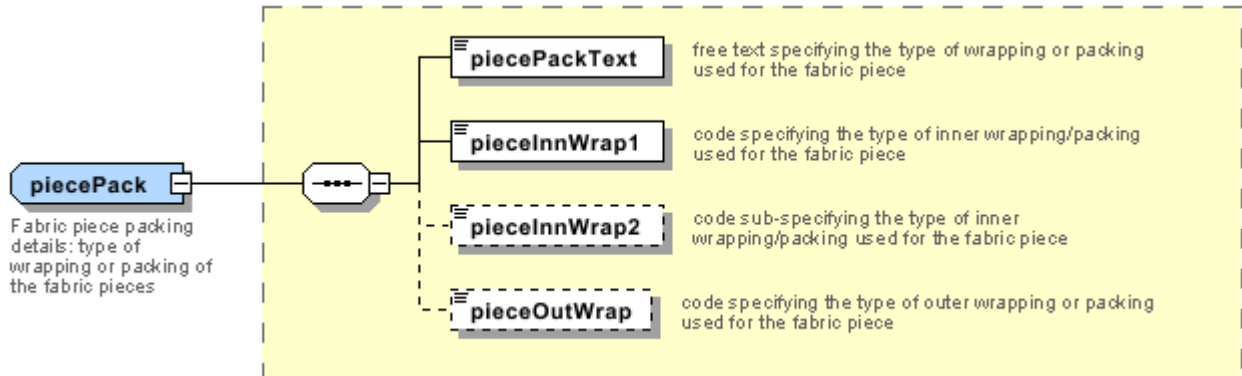 piecePackText
free text specifying the type of wrapping or packing
used for the fabric piece
pieceInnWrap1
code specifying the type of inner wrapping/packing
used for the fabric piece
piecePack
Fabric piece packing
details: type of
wrapping or packing of
the fabric pieces
pieceInnWrap2
code sub-specifying the type of inner
wrapping/packing used for the fabric piece
pieceOutWrap
code specifying the type of outer wrapping or packing
used for the fabric piece